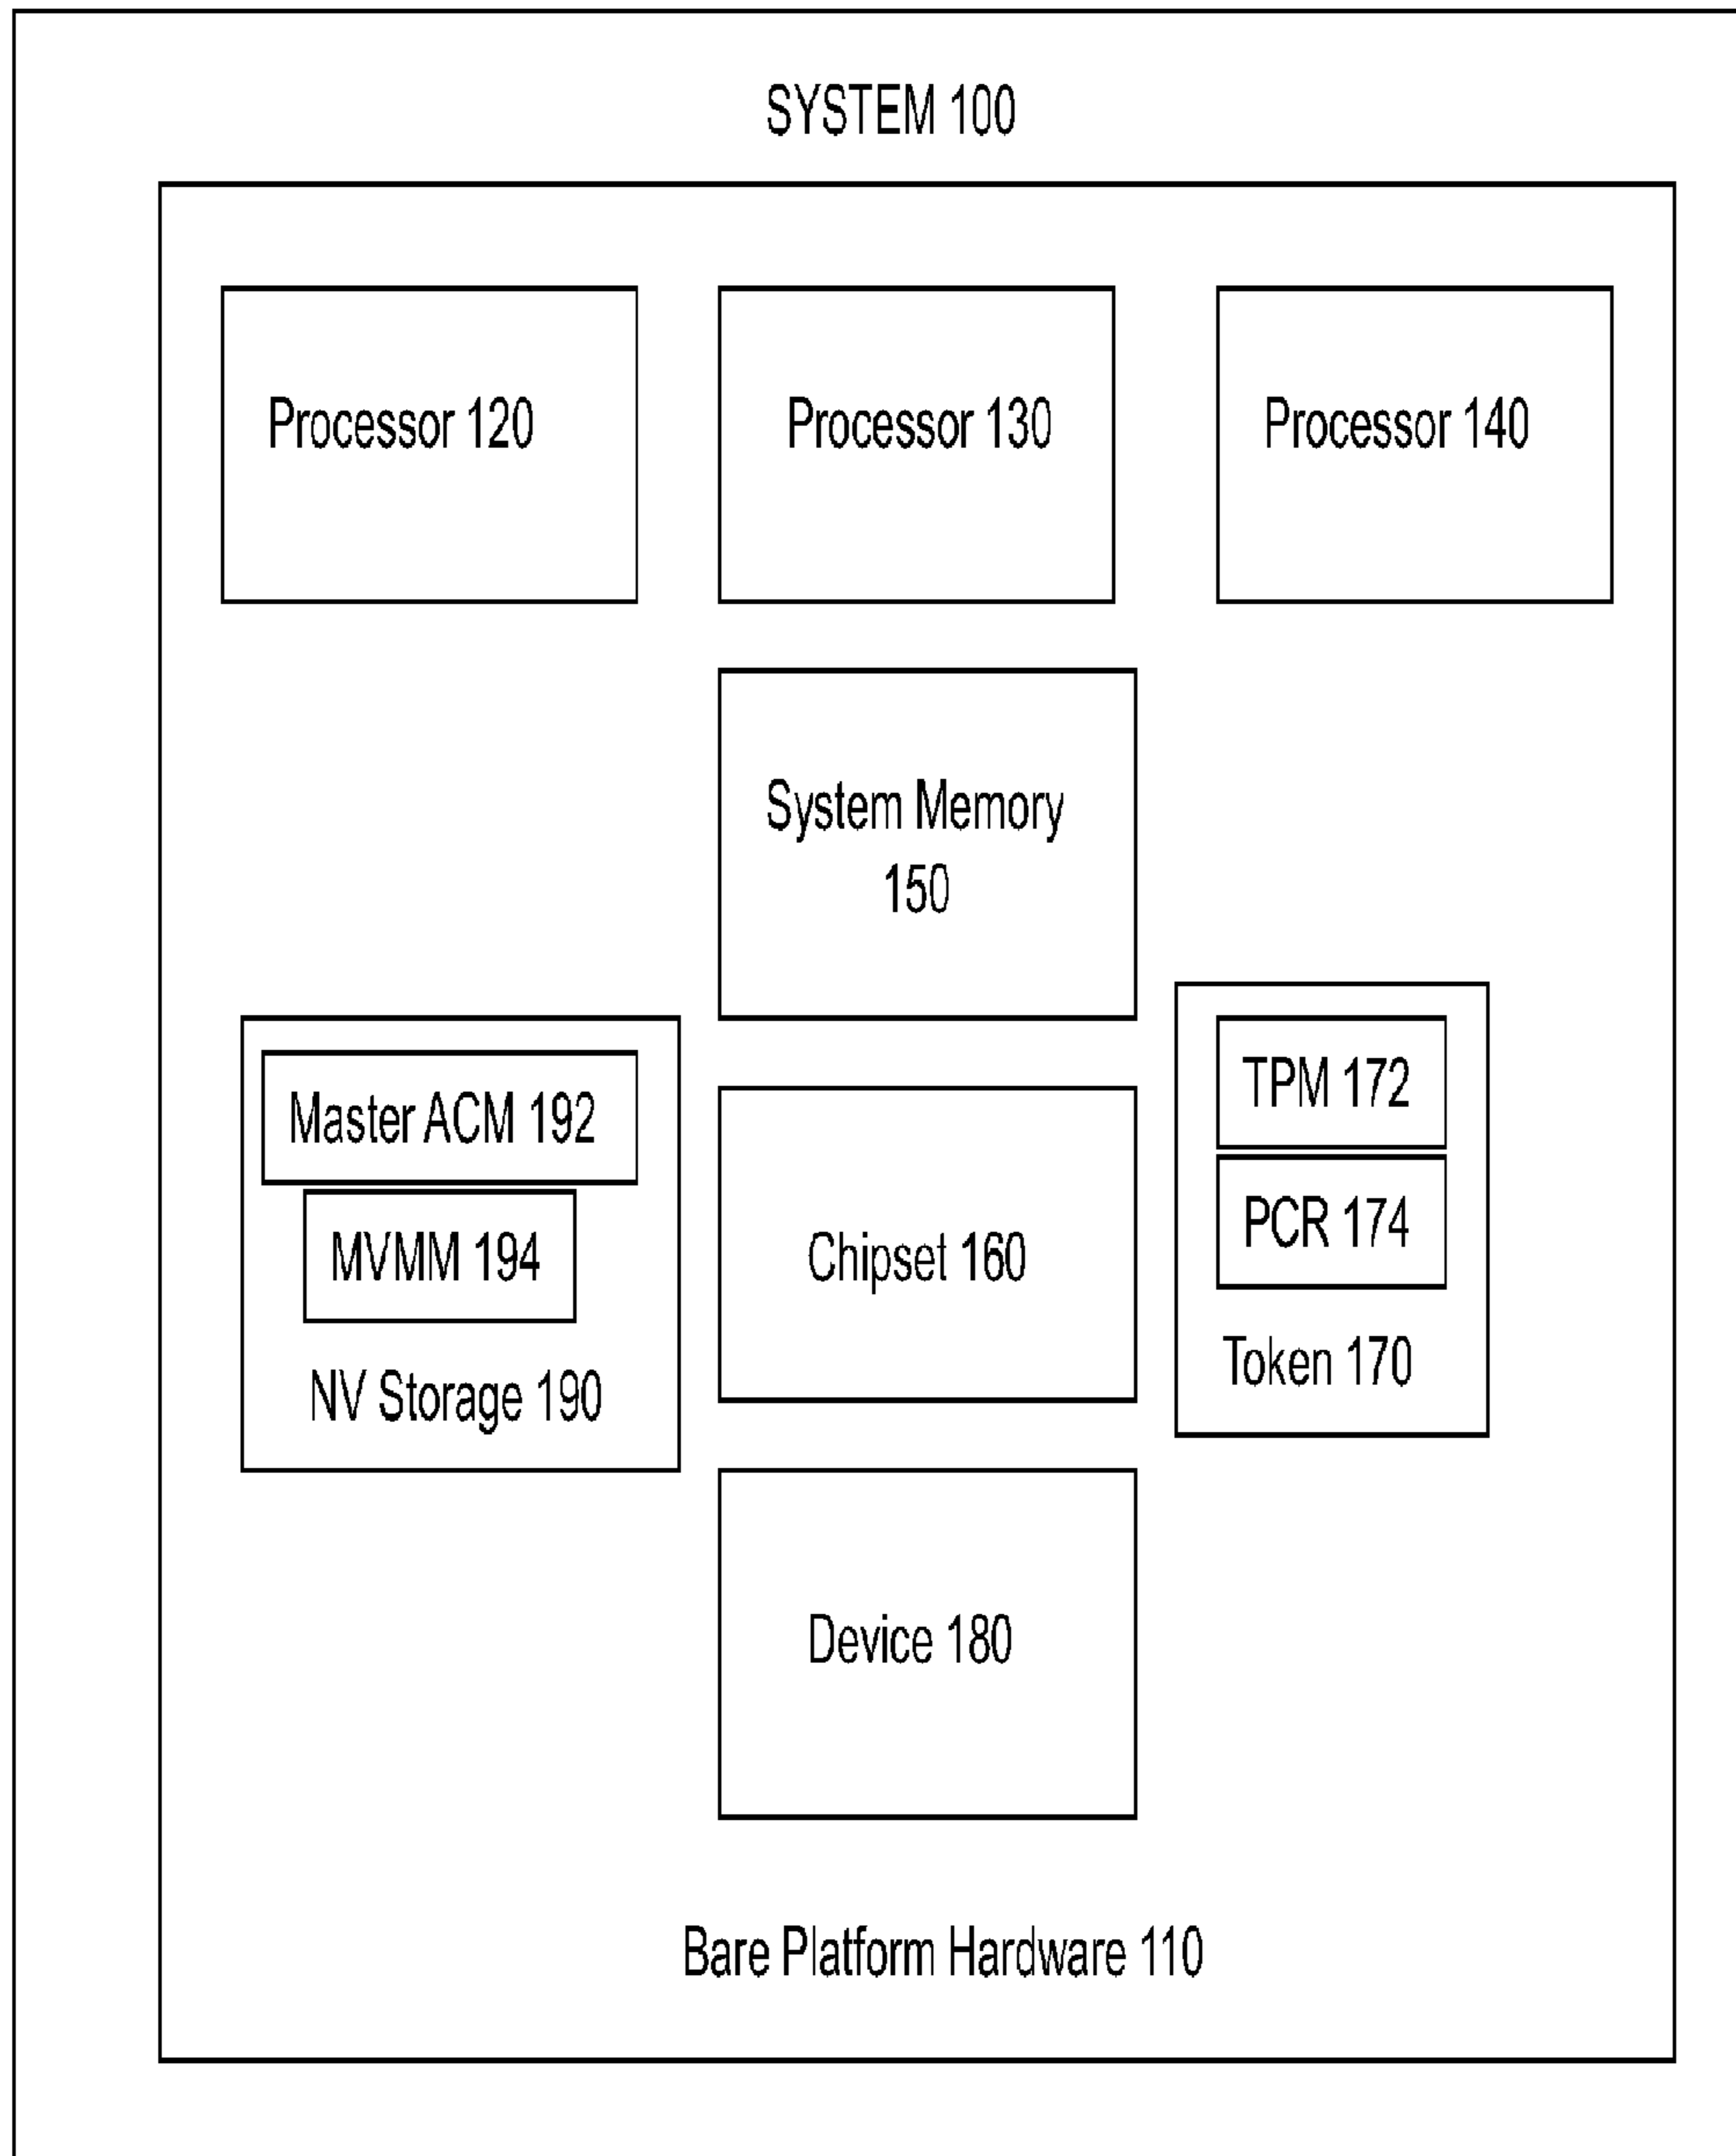 SYSTEM 100
Processor 120
Processor 130
Processor 140
System Memory
150
Master ACM 192
MVMM 194
NV Storage 190
Chipset 160
TPM 172
PCR 174
Token 170
Device 180
Bare Platform Hardware 110